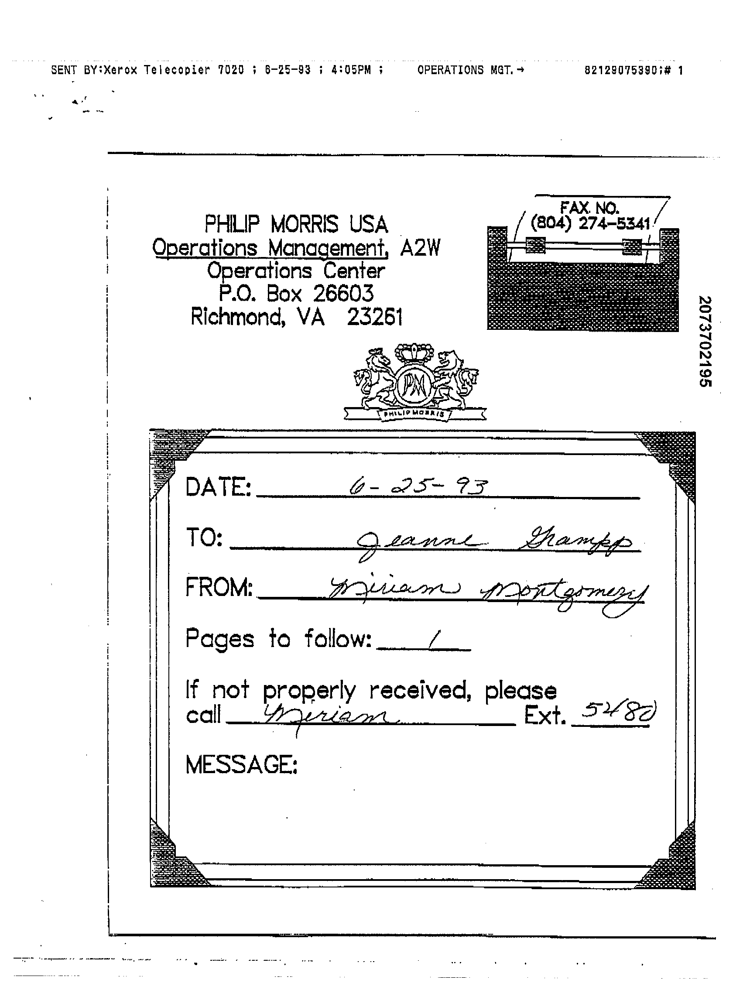 SENT BY:Xerox Telecopier 7020 ; 6-25-93 ; 4:05PM ; OPERATIONS MGT.→ 82129075390;# 1
PHILIP MORRIS USA
Operations Management, A2W
Operations Center
P.O. Box 26603
Richmond, VA 23261
FAX NO.
(804) 274-5341
2073702195
PM
PHILIP MORRIS
DATE: 6-25-93
TO: Jeanne
FROM: Miriam Montgomery
Pages to follow: 1
If not properly received, please
call Miriam Ext. 5480
MESSAGE: